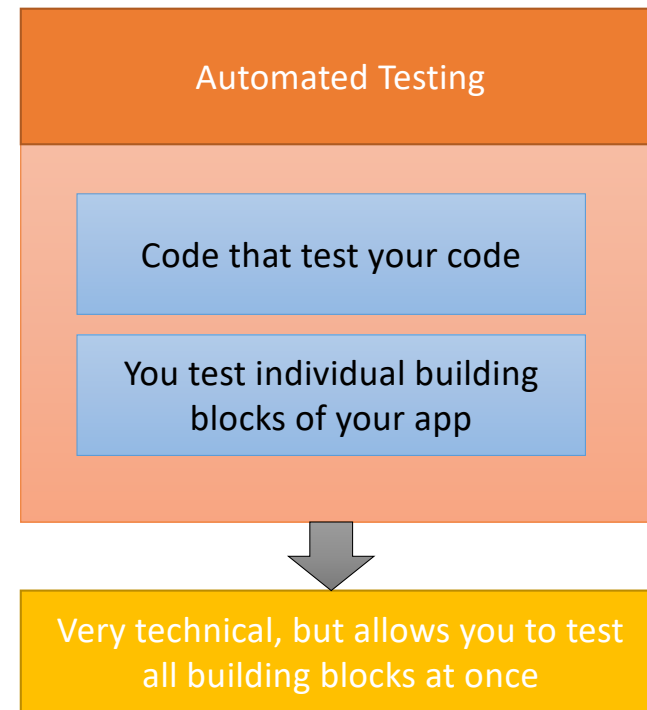 Automated Testing
Code that test your code
You test individual building
blocks of your app
Very technical, but allows you to test
all building blocks at once